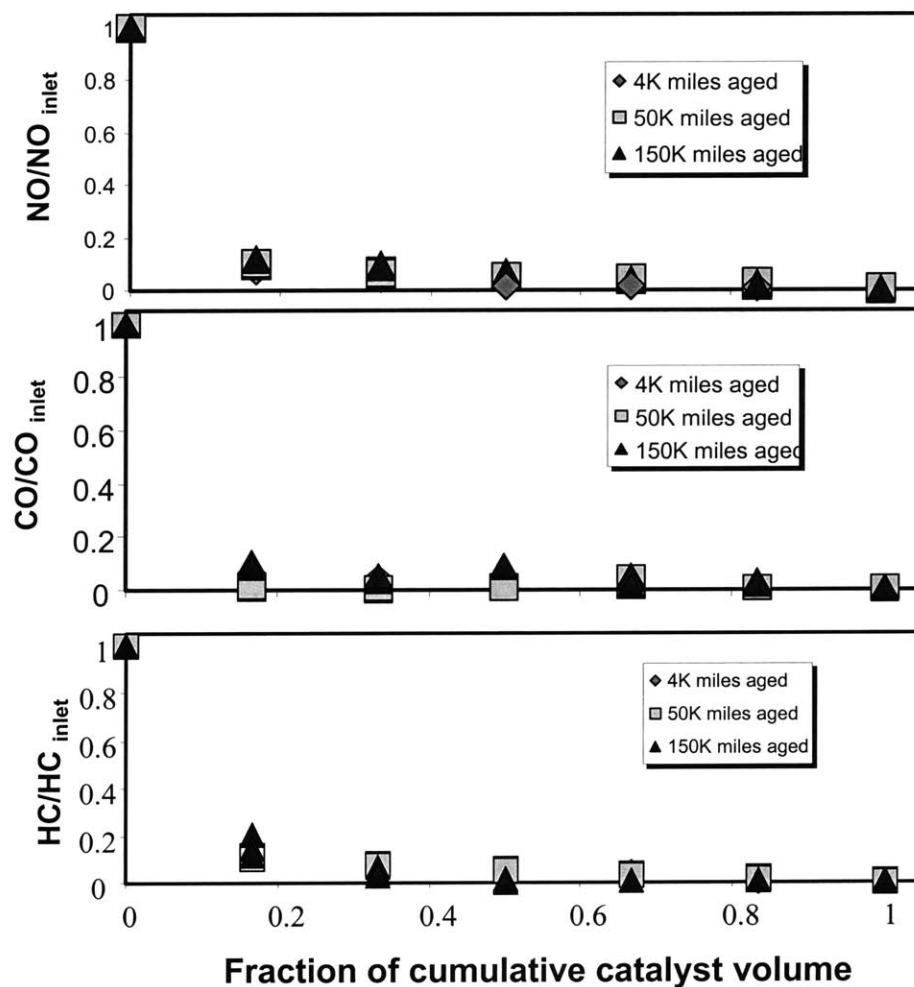 1
0.8
0.6
0.4
0.2
0
NO/NO inlet
4K miles aged
50K miles aged
150K miles aged
1
0.8
0.6
0.4
0.2
0
CO/CO inlet
4K miles aged
50K miles aged
150K miles aged
1
0.8
0.6
0.4
0.2
0
HC/HC inlet
4K miles aged
50K miles aged
150K miles aged
0 0.2 0.4 0.6 0.8 1
Fraction of cumulative catalyst volume